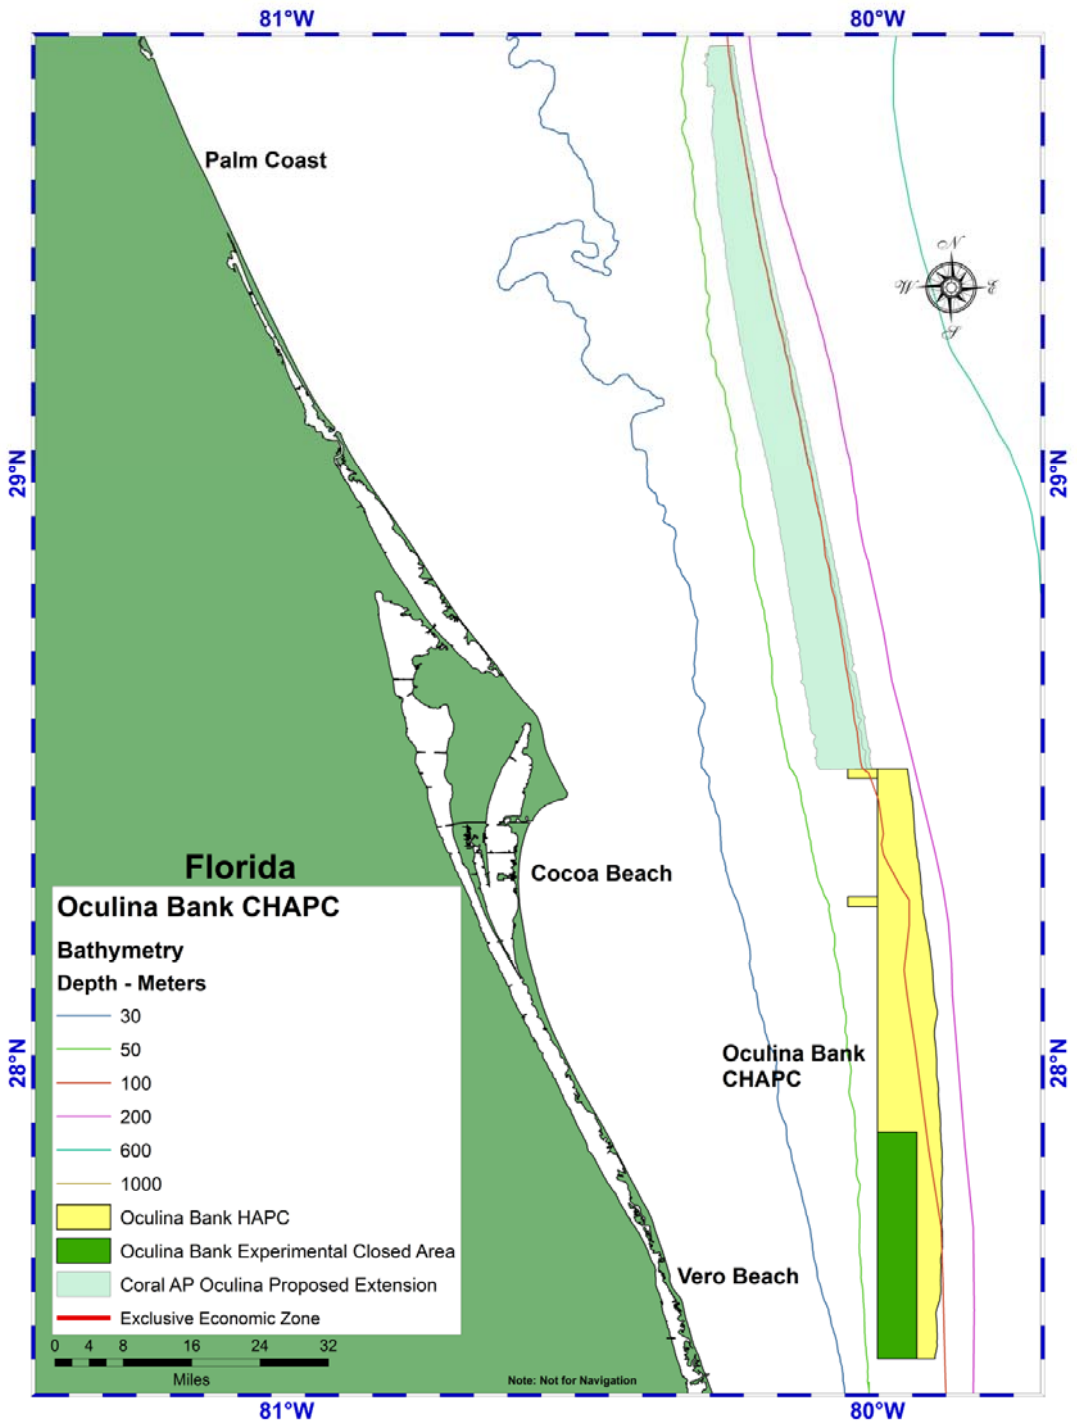 81°W 80°W
Palm Coast
N
W E
S
29°N 29°N
Florida
Cocoa Beach
Oculina Bank CHAPC
Bathymetry
Depth - Meters
30
50
100
200
600
1000
Oculina Bank HAPC
Oculina Bank Experimental Closed Area
Coral AP Oculina Proposed Extension
Exclusive Economic Zone
28°N 28°N
Oculina Bank
CHAPC
Vero Beach
0 4 8 16 24 32
Miles
Note: Not for Navigation
81°W 80°W